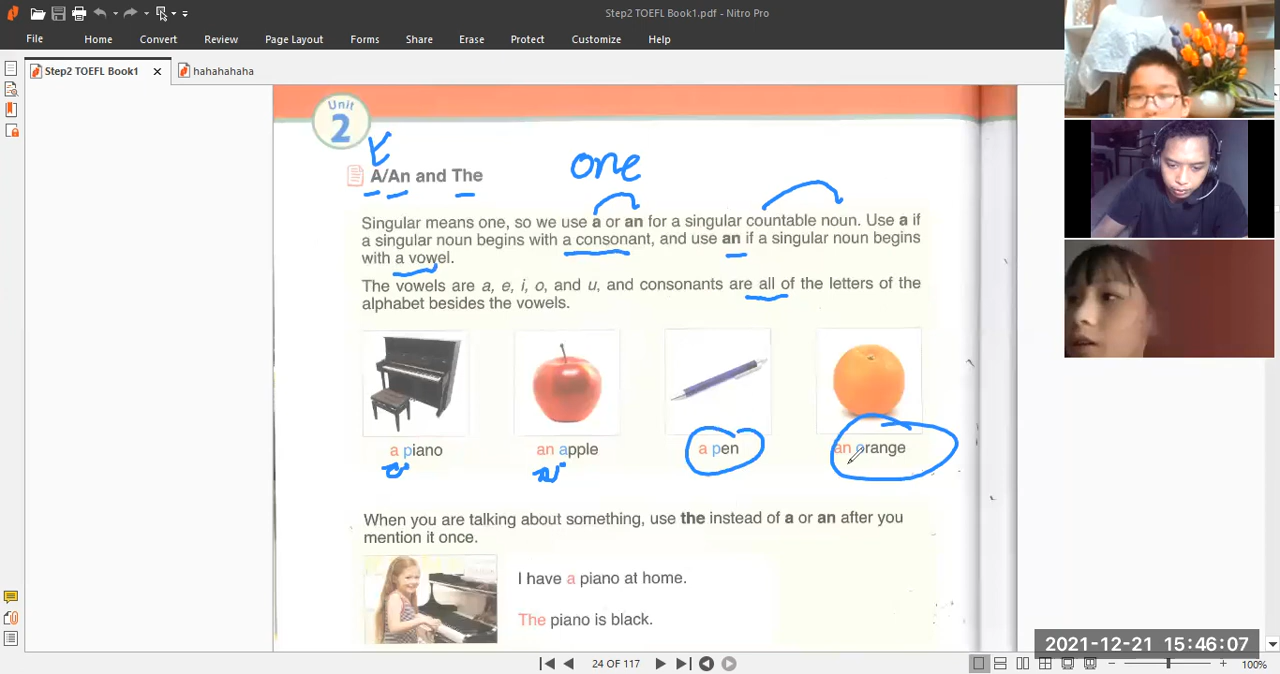 Step2 TOEFL Book1.pdf - Nitro Pro
File Home Convert Review Page Layout Forms Share Erase Protect Customize Help
Step2 TOEFL Book1 hahahahaha
Unit
2
A/An and The
one
Singular means one, so we use a or an for a singular countable noun. Use a if
a singular noun begins with a consonant, and use an if a singular noun begins
with a vowel.
The vowels are a, e, i, o, and u, and consonants are all of the letters of the
alphabet besides the vowels.
a piano an apple a pen an orange
When you are talking about something, use the instead of a or an after you
mention it once.
I have a piano at home.
The piano is black.
2021-12-21 15:46:07
24 OF 117
100%